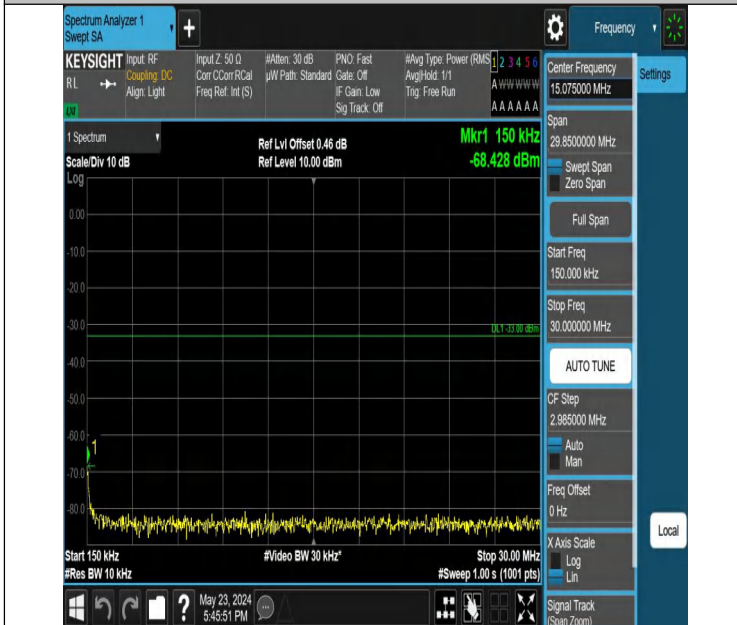 Spectrum Analyzer 1
Swept SA
+
Frequency
KEYSIGHT
RL
LXI
Input: RF
Coupling: DC
Align: Light
Input Z: 50 Ω
Corr CCorr RCal
Freq Ref: Int (S)
#Atten: 30 dB
µW Path: Standard
PNO: Fast
Gate: Off
IF Gain: Low
Sig Track: Off
#Avg Type: Power (RMS
Avg|Hold: 1/1
Trig: Free Run
1 2 3 4 5 6
A W W W W W
A A A A A A
1 Spectrum
Scale/Div 10 dB
Ref Lvl Offset 0.46 dB
Ref Level 10.00 dBm
Mkr1 150 kHz
-68.428 dBm
Log
0.00
-10.0
-20.0
-30.0
DL1 -33.00 dBm
-40.0
-50.0
-60.0
1
-70.0
-80.0
Start 150 kHz
#Video BW 30 kHz*
Stop 30.00 MHz
#Res BW 10 kHz
#Sweep 1.00 s (1001 pts)
?
May 23, 2024
5:45:51 PM
Center Frequency
15.075000 MHz
Settings
Span
29.8500000 MHz
Swept Span
Zero Span
Full Span
Start Freq
150.000 kHz
Stop Freq
30.000000 MHz
AUTO TUNE
CF Step
2.985000 MHz
Auto
Man
Freq Offset
0 Hz
Local
X Axis Scale
Log
Lin
Signal Track
(Span Zoom)